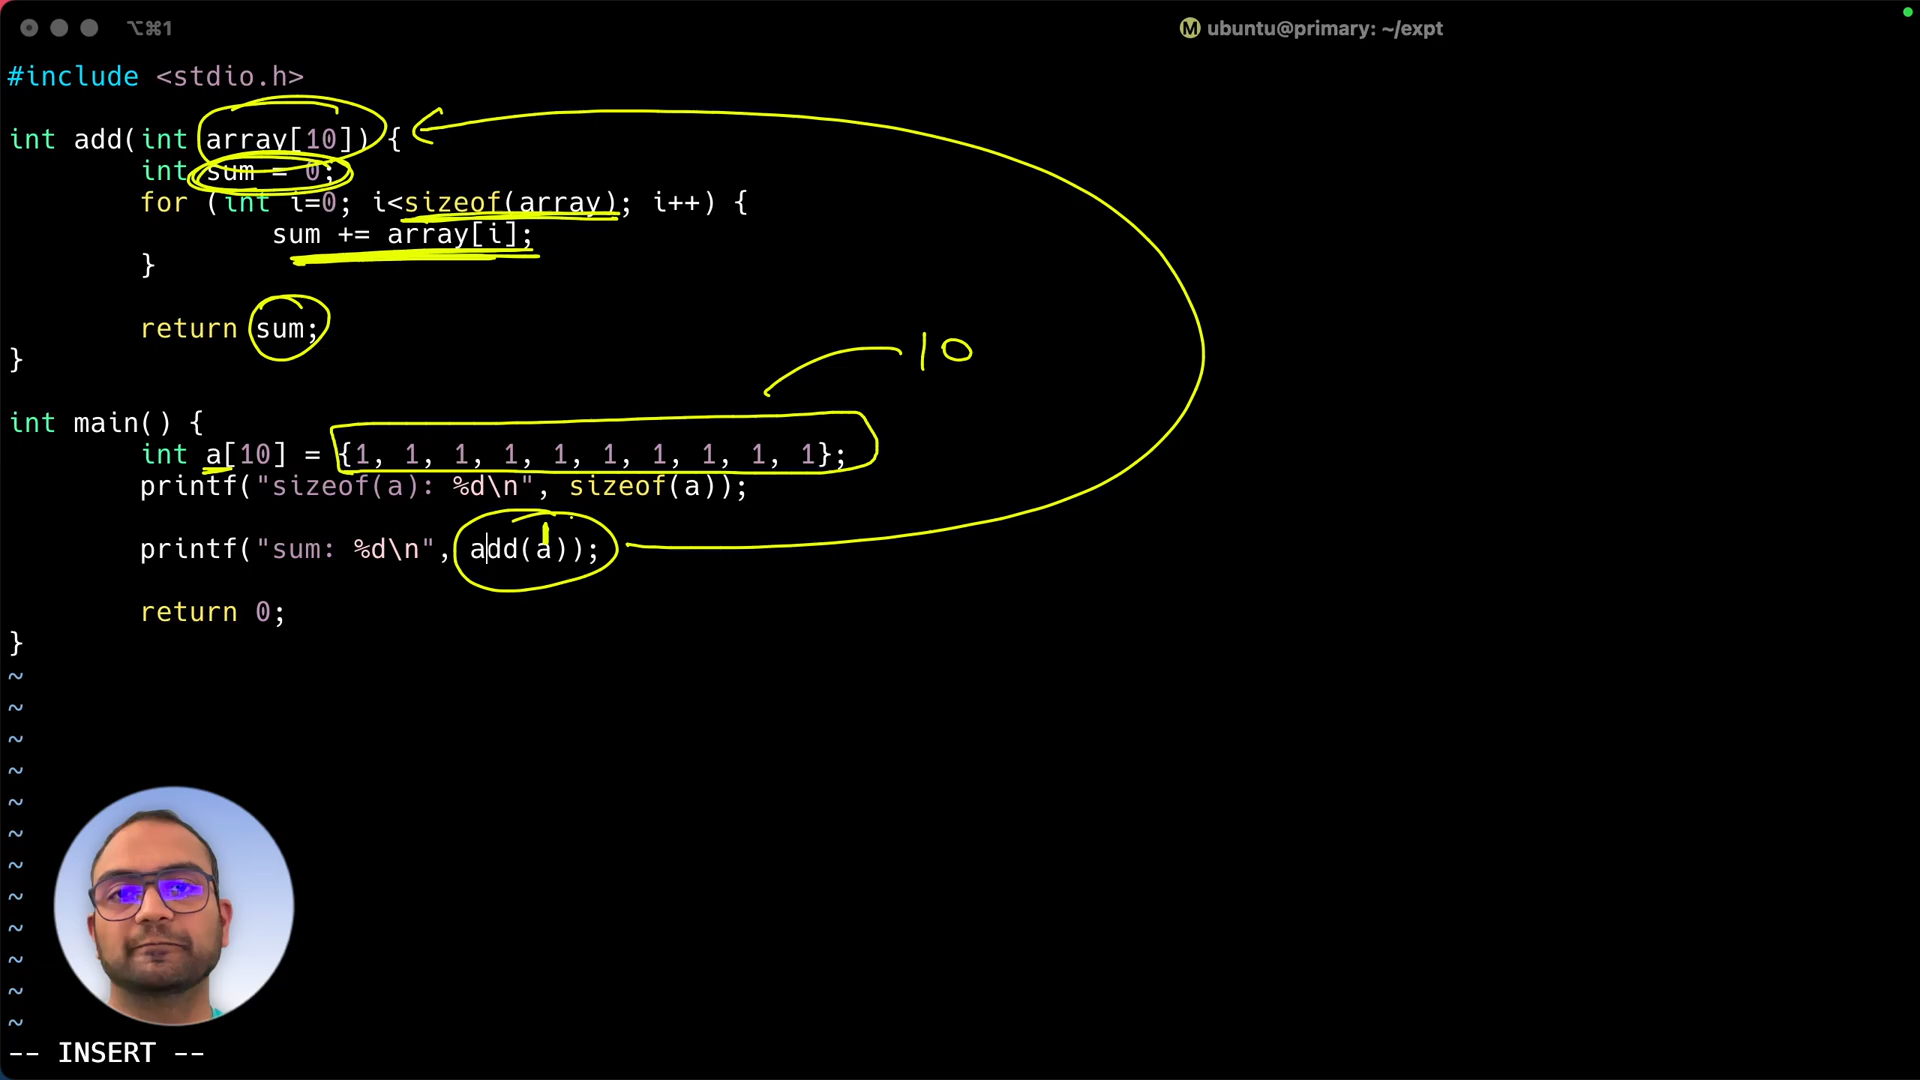 ⌥⌘1
M ubuntu@primary: ~/expt
#include <stdio.h>
int add(int array[10]) {
int sum = 0;
for (int i=0; i<sizeof(array); i++) {
sum += array[i];
}
return sum;
10
}
int main() {
int a[10] = {1, 1, 1, 1, 1, 1, 1, 1, 1, 1};
printf("sizeof(a): %d\n", sizeof(a));
printf("sum: %d\n", add(a));
return 0;
}
~
~
~
~
~
~
~
~
~
~
~
~
-- INSERT --